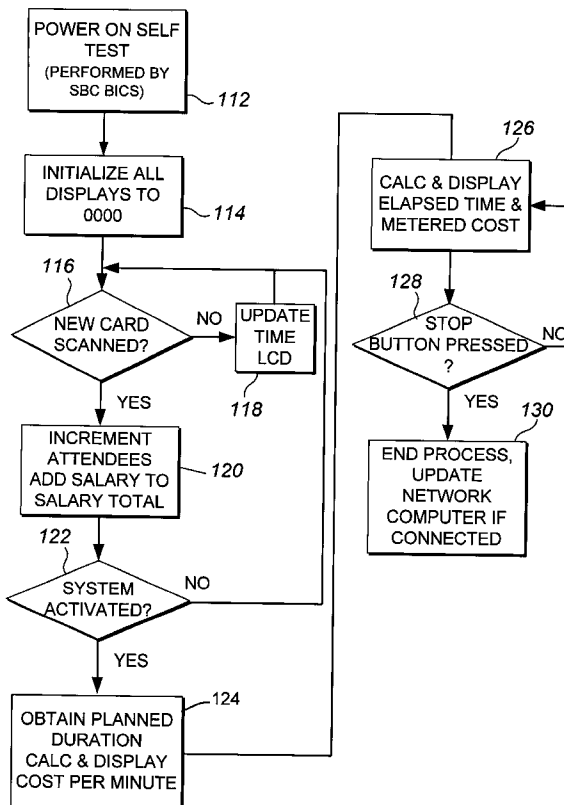 POWER ON SELF
TEST
(PERFORMED BY
SBC BICS)
112
INITIALIZE ALL
DISPLAYS TO
0000
114
116
NEW CARD
SCANNED?
NO
UPDATE
TIME
LCD
118
YES
INCREMENT
ATTENDEES
ADD SALARY TO
SALARY TOTAL
120
122
SYSTEM
ACTIVATED?
NO
YES
124
OBTAIN PLANNED
DURATION
CALC & DISPLAY
COST PER MINUTE
126
CALC & DISPLAY
ELAPSED TIME &
METERED COST
128
STOP
BUTTON PRESSED
?
NO
YES
130
END PROCESS,
UPDATE
NETWORK
COMPUTER IF
CONNECTED